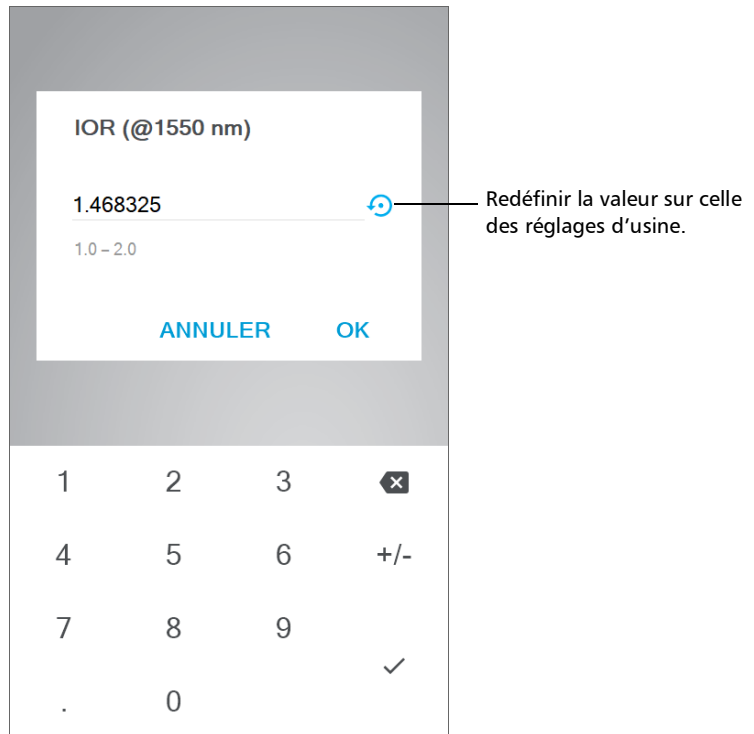 IOR (@1550 nm)
1.468325
Redéfinir la valeur sur celle
des réglages d’usine.
1.0 – 2.0
ANNULER OK
1 2 3
4 5 6 +/-
7 8 9
. 0